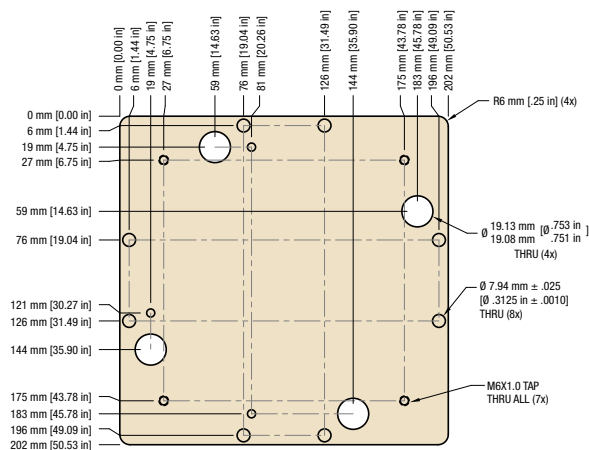 0 mm [0.00 in]
6 mm [1.44 in]
19 mm [4.75 in]
27 mm [6.75 in]
59 mm [14.63 in]
76 mm [19.04 in]
81 mm [20.26 in]
126 mm [31.49 in]
144 mm [35.90 in]
175 mm [43.78 in]
183 mm [45.78 in]
196 mm [49.09 in]
202 mm [50.53 in]
0 mm [0.00 in]
6 mm [1.44 in]
19 mm [4.75 in]
27 mm [6.75 in]
59 mm [14.63 in]
76 mm [19.04 in]
121 mm [30.27 in]
126 mm [31.49 in]
144 mm [35.90 in]
175 mm [43.78 in]
183 mm [45.78 in]
196 mm [49.09 in]
202 mm [50.53 in]
R6 mm [.25 in] (4x)
Ø 19.13 mm [Ø .753 in
19.08 mm .751 in ]
THRU (4x)
Ø 7.94 mm ± .025
[Ø .3125 in ± .0010]
THRU (8x)
M6X1.0 TAP
THRU ALL (7x)